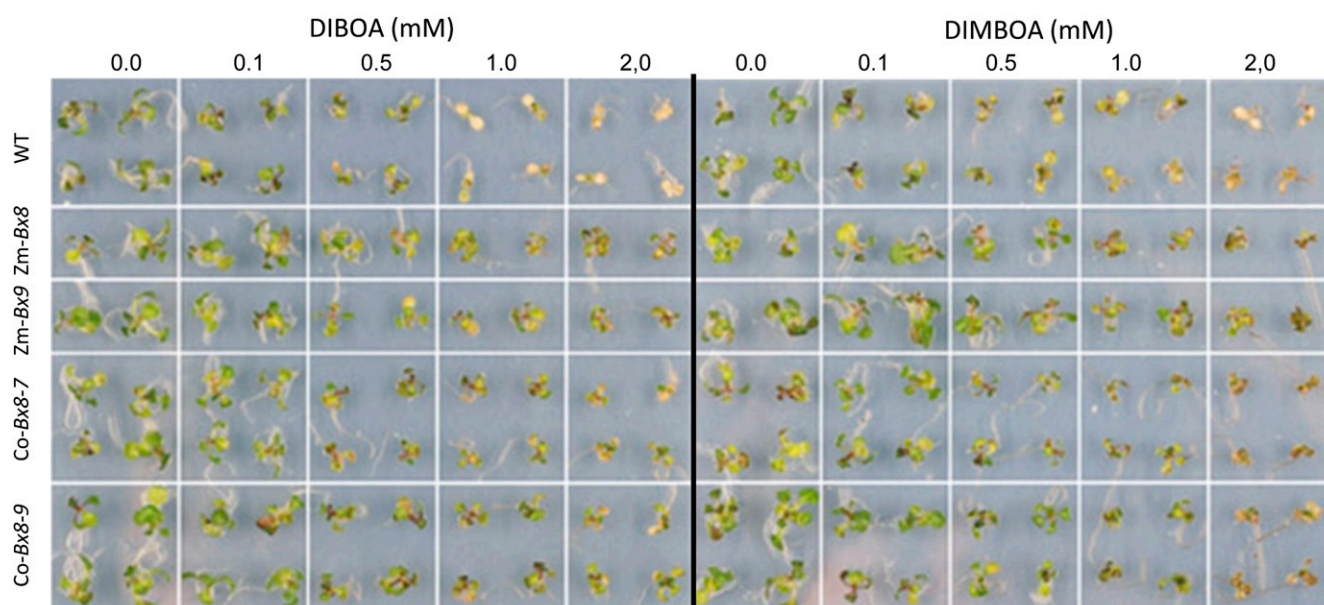 DIBOA (mM) DIMBOA (mM)
0.0 0.1 0.5 1.0 2,0 0.0 0.1 0.5 1.0 2,0
WT
Zm-Bx8
Zm-Bx9
Co-Bx8-7
Co-Bx8-9